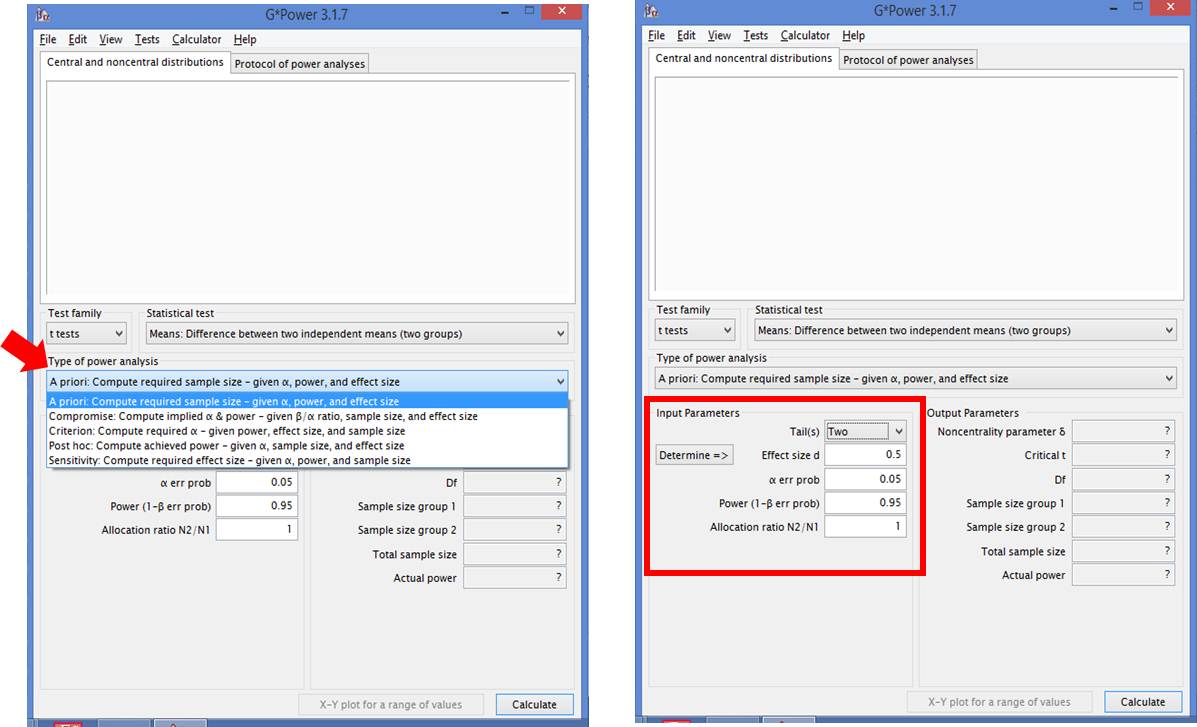 G*Power 3.1.7
File Edit View Tests Calculator Help
Central and noncentral distributions Protocol of power analyses
Test family Statistical test
t tests Means: Difference between two independent means (two groups)
Type of power analysis
A priori: Compute required sample size – given α, power, and effect size
A priori: Compute required sample size – given α, power, and effect size
Compromise: Compute implied α & power – given β/α ratio, sample size, and effect size
Criterion: Compute required α – given power, effect size, and sample size
Post hoc: Compute achieved power – given α, sample size, and effect size
Sensitivity: Compute required effect size – given α, power, and sample size
α err prob 0.05 Df ?
Power (1-β err prob) 0.95 Sample size group 1 ?
Allocation ratio N2/N1 1 Sample size group 2 ?
Total sample size ?
Actual power ?
X-Y plot for a range of values Calculate
G*Power 3.1.7
File Edit View Tests Calculator Help
Central and noncentral distributions Protocol of power analyses
Test family Statistical test
t tests Means: Difference between two independent means (two groups)
Type of power analysis
A priori: Compute required sample size – given α, power, and effect size
Input Parameters Output Parameters
Tail(s) Two Noncentrality parameter δ ?
Determine => Effect size d 0.5 Critical t ?
α err prob 0.05 Df ?
Power (1-β err prob) 0.95 Sample size group 1 ?
Allocation ratio N2/N1 1 Sample size group 2 ?
Total sample size ?
Actual power ?
X-Y plot for a range of values Calculate